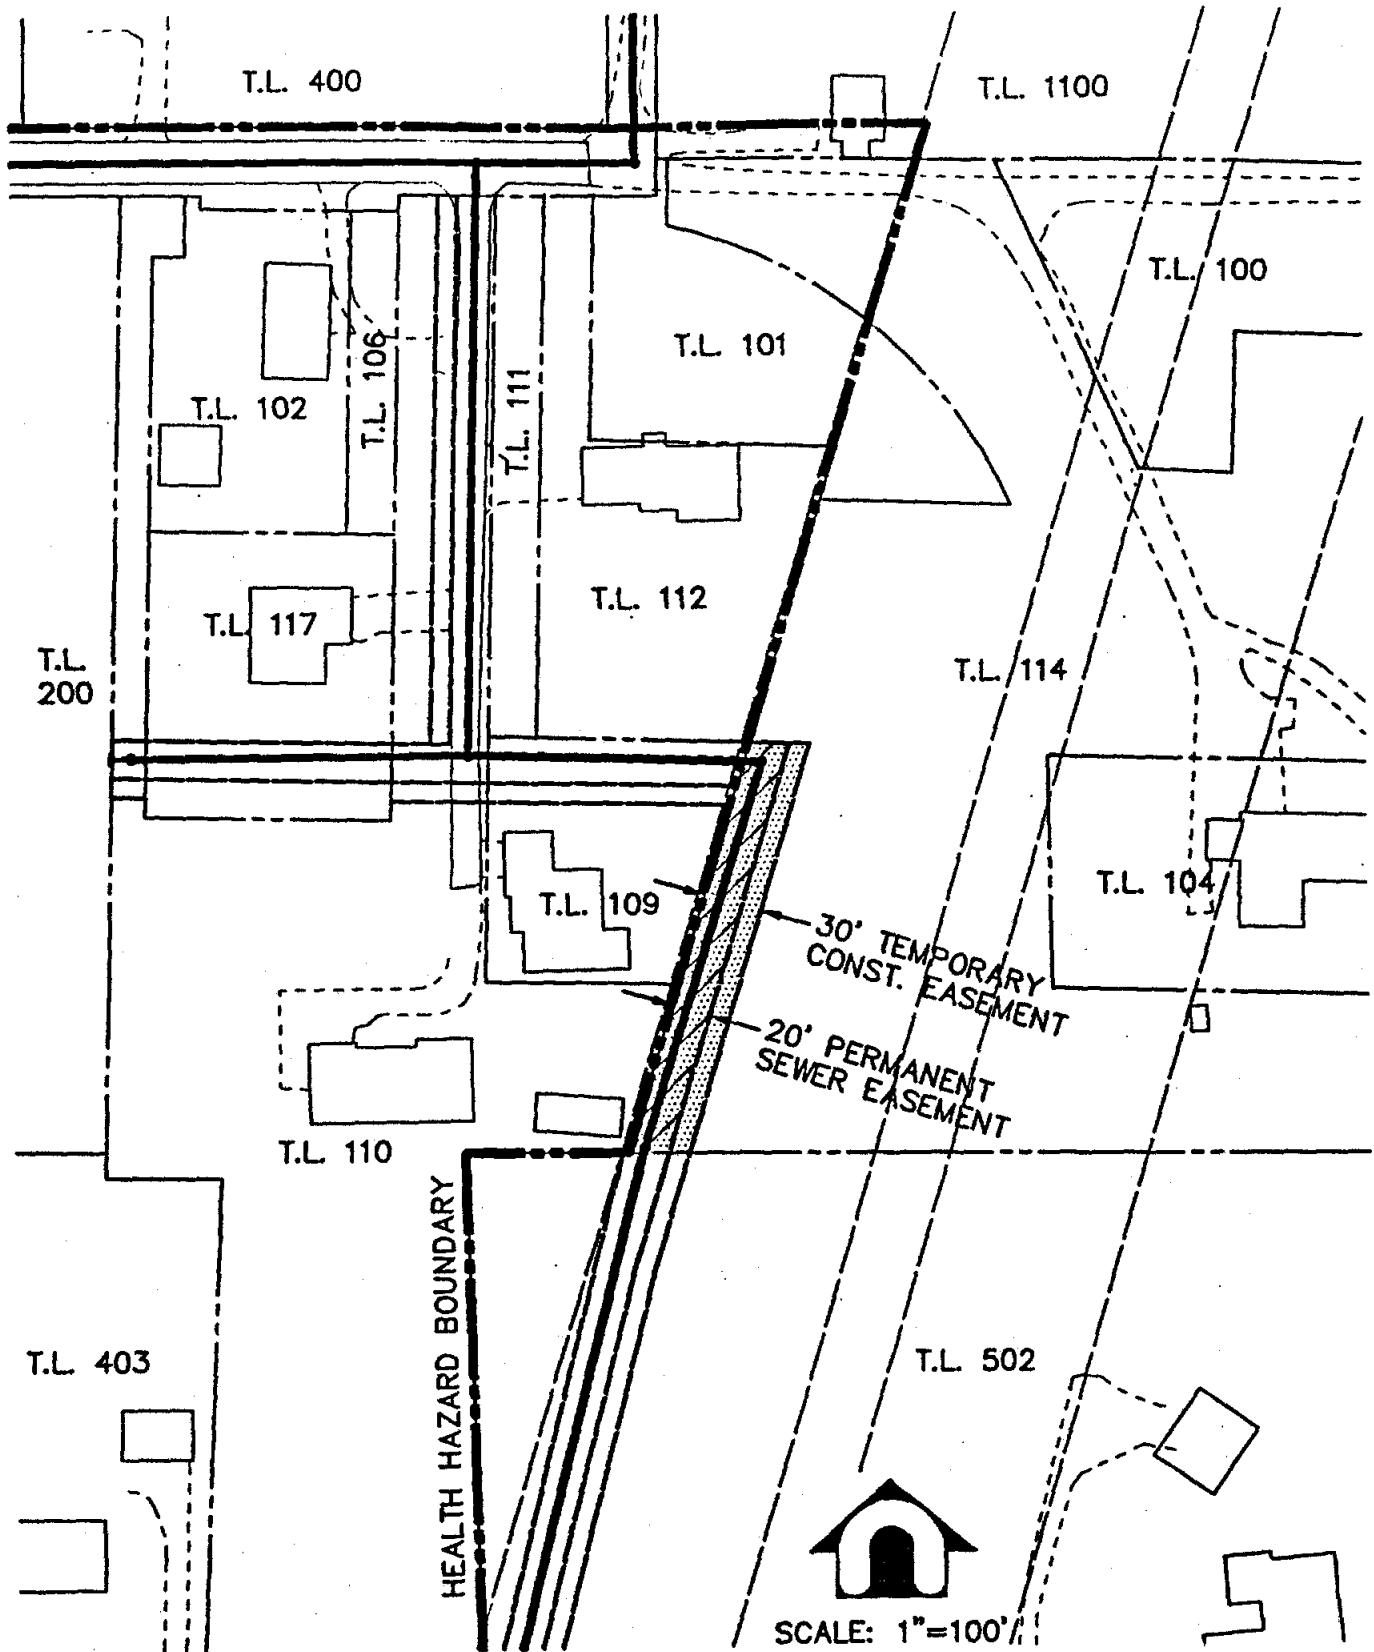 T.L. 400
T.L. 1100
T.L. 100
T.L. 101
T.L. 106
T.L. 111
T.L. 102
T.L. 112
T.L. 117
T.L.
200
T.L. 114
T.L. 104
T.L. 109
30' TEMPORARY
CONST. EASEMENT
20' PERMANENT
SEWER EASEMENT
T.L. 110
HEALTH HAZARD BOUNDARY
T.L. 403
T.L. 502
SCALE: 1"=100'